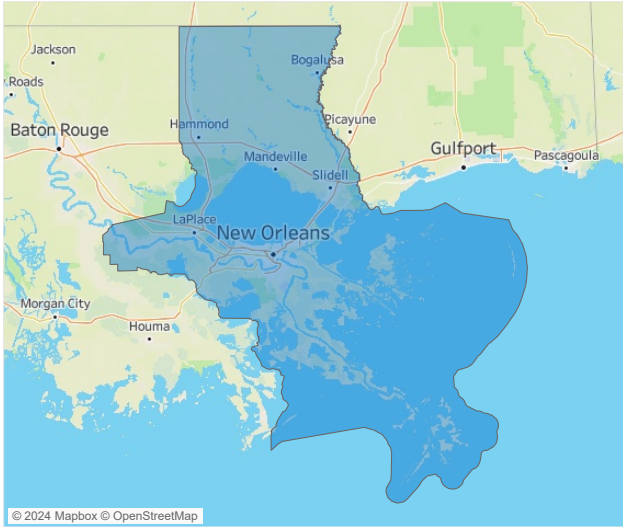 Jackson
Bogalusa
Roads
Picayune
Hammond
Baton Rouge
Gulfport
Mandeville
Pascagoula
Slidell
LaPlace
New Orleans
Morgan City
Houma
© 2024 Mapbox © OpenStreetMap